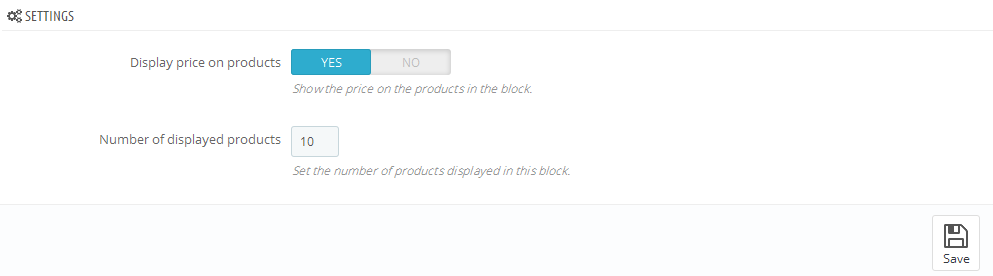 SETTINGS
Display price on products YES NO
Show the price on the products in the block.
Number of displayed products 10
Set the number of products displayed in this block.
Save